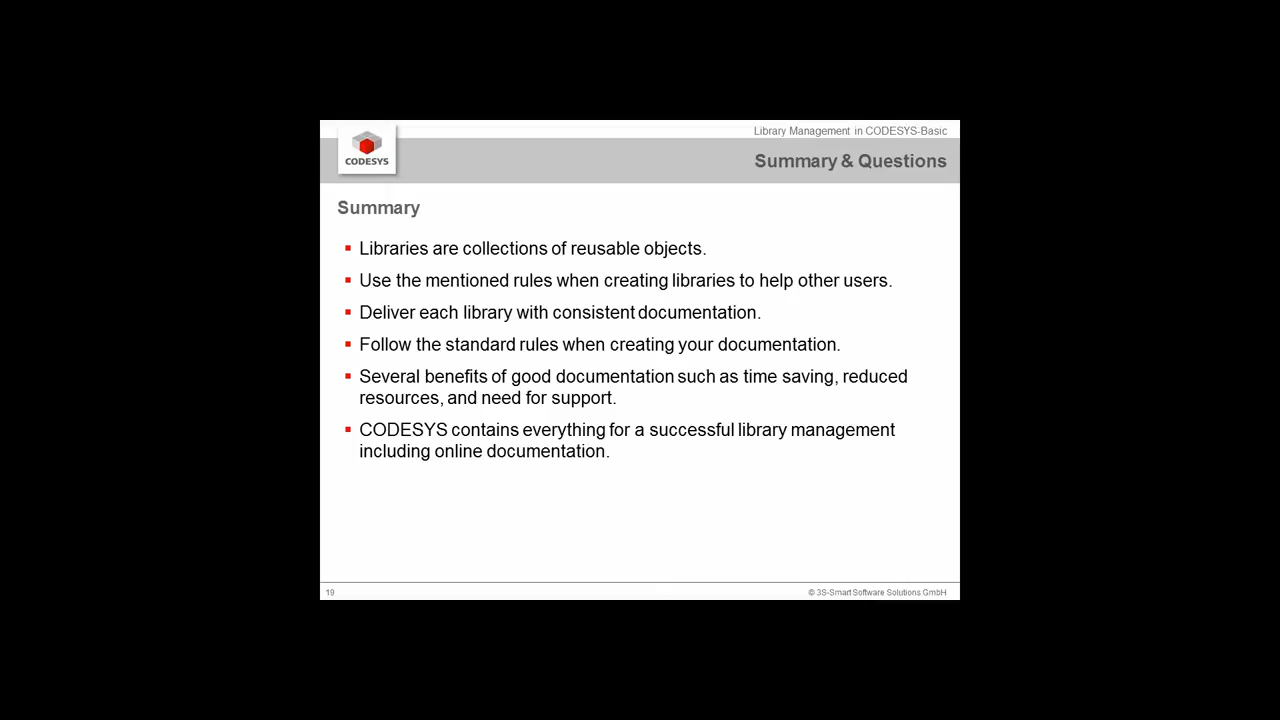 Library Management in CODESYS-Basic
CODESYS
Summary & Questions
Summary
Libraries are collections of reusable objects.
Use the mentioned rules when creating libraries to help other users.
Deliver each library with consistent documentation.
Follow the standard rules when creating your documentation.
Several benefits of good documentation such as time saving, reduced
resources, and need for support.
CODESYS contains everything for a successful library management
including online documentation.
19
© 3S-Smart Software Solutions GmbH